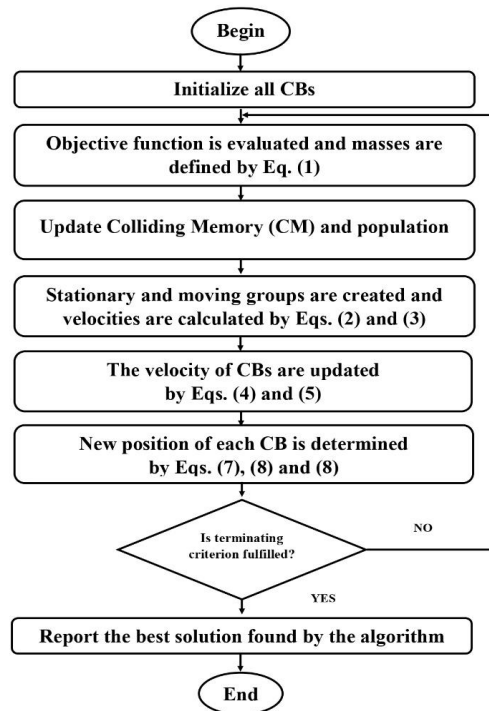 Begin
Initialize all CBs
Objective function is evaluated and masses are
defined by Eq. (1)
Update Colliding Memory (CM) and population
Stationary and moving groups are created and
velocities are calculated by Eqs. (2) and (3)
The velocity of CBs are updated
by Eqs. (4) and (5)
New position of each CB is determined
by Eqs. (7), (8) and (8)
Is terminating
criterion fulfilled?
NO
YES
Report the best solution found by the algorithm
End